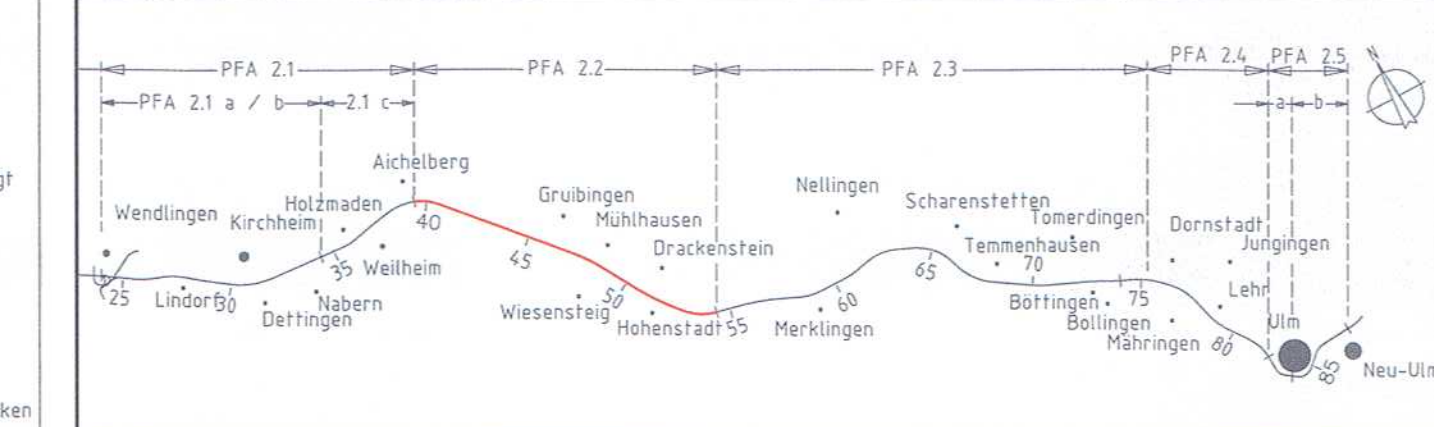 PFA 2.1
PFA 2.2
PFA 2.3
PFA 2.4
PFA 2.5
PFA 2.1 a / b
2.1 c
a
b
N
Aichelberg
Wendlingen
Kirchheim
Holzmaden
Weilheim
Lindorf
Dettingen
Nabern
Gruibingen
Mühlhausen
Drackenstein
Wiesensteig
Hohenstadt
Nellingen
Merklingen
Scharenstetten
Temmenhausen
Tomerdingen
Böttingen
Bollingen
Mähringen
Dornstadt
Jungingen
Lehr
Ulm
Neu-Ulm
25
30
35
40
45
50
55
60
65
70
75
80
85
gt
ken